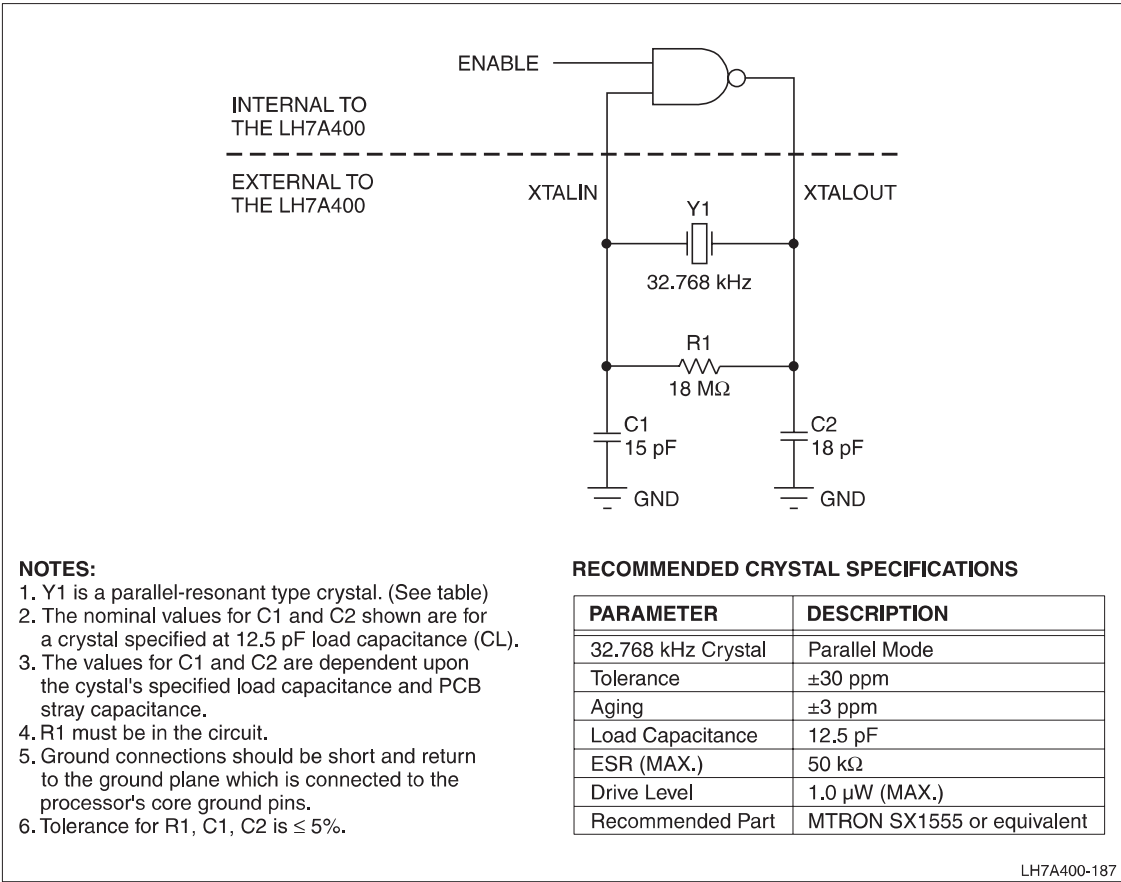 ENABLE
INTERNAL TO
THE LH7A400
EXTERNAL TO
THE LH7A400
XTALIN
XTALOUT
Y1
32.768 kHz
R1
18 MΩ
C1
15 pF
C2
18 pF
GND
GND
NOTES:
1. Y1 is a parallel-resonant type crystal. (See table)
2. The nominal values for C1 and C2 shown are for
a crystal specified at 12.5 pF load capacitance (CL).
3. The values for C1 and C2 are dependent upon
the cystal's specified load capacitance and PCB
stray capacitance.
4. R1 must be in the circuit.
5. Ground connections should be short and return
to the ground plane which is connected to the
processor's core ground pins.
6. Tolerance for R1, C1, C2 is ≤ 5%.
RECOMMENDED CRYSTAL SPECIFICATIONS
PARAMETER DESCRIPTION
32.768 kHz Crystal Parallel Mode
Tolerance ±30 ppm
Aging ±3 ppm
Load Capacitance 12.5 pF
ESR (MAX.) 50 kΩ
Drive Level 1.0 µW (MAX.)
Recommended Part MTRON SX1555 or equivalent
LH7A400-187